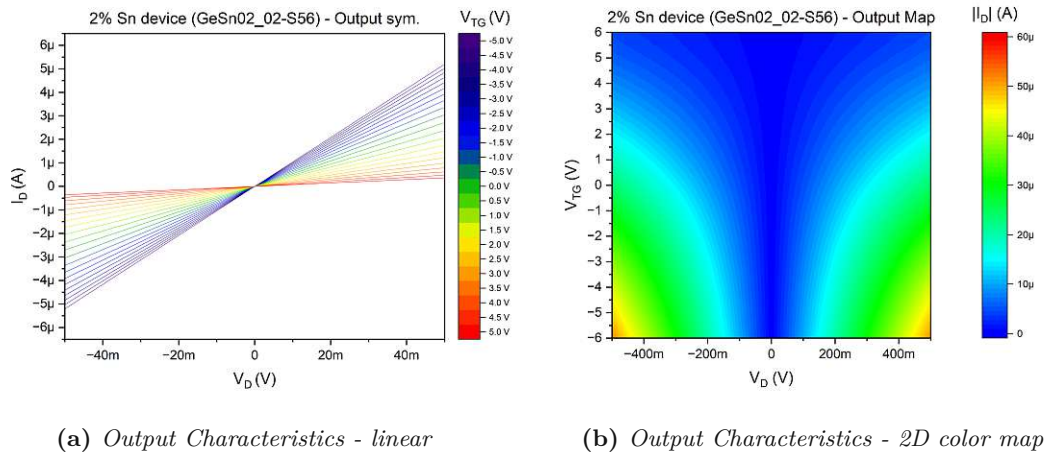 2% Sn device (GeSn02_02-S56) - Output sym.
V_TG (V)
6µ
5µ
4µ
3µ
2µ
1µ
0
−1µ
−2µ
−3µ
−4µ
−5µ
−6µ
I_D (A)
−40m −20m 0 20m 40m
V_D (V)
-5.0 V
-4.5 V
-4.0 V
-3.5 V
-3.0 V
-2.5 V
-2.0 V
-1.5 V
-1.0 V
-0.5 V
0.0 V
0.5 V
1.0 V
1.5 V
2.0 V
2.5 V
3.0 V
3.5 V
4.0 V
4.5 V
5.0 V
2% Sn device (GeSn02_02-S56) - Output Map
|I_D| (A)
6
5
4
3
2
1
0
−1
−2
−3
−4
−5
−6
V_TG (V)
−400m −200m 0 200m 400m
V_D (V)
60µ
50µ
40µ
30µ
20µ
10µ
0
(a) Output Characteristics - linear
(b) Output Characteristics - 2D color map